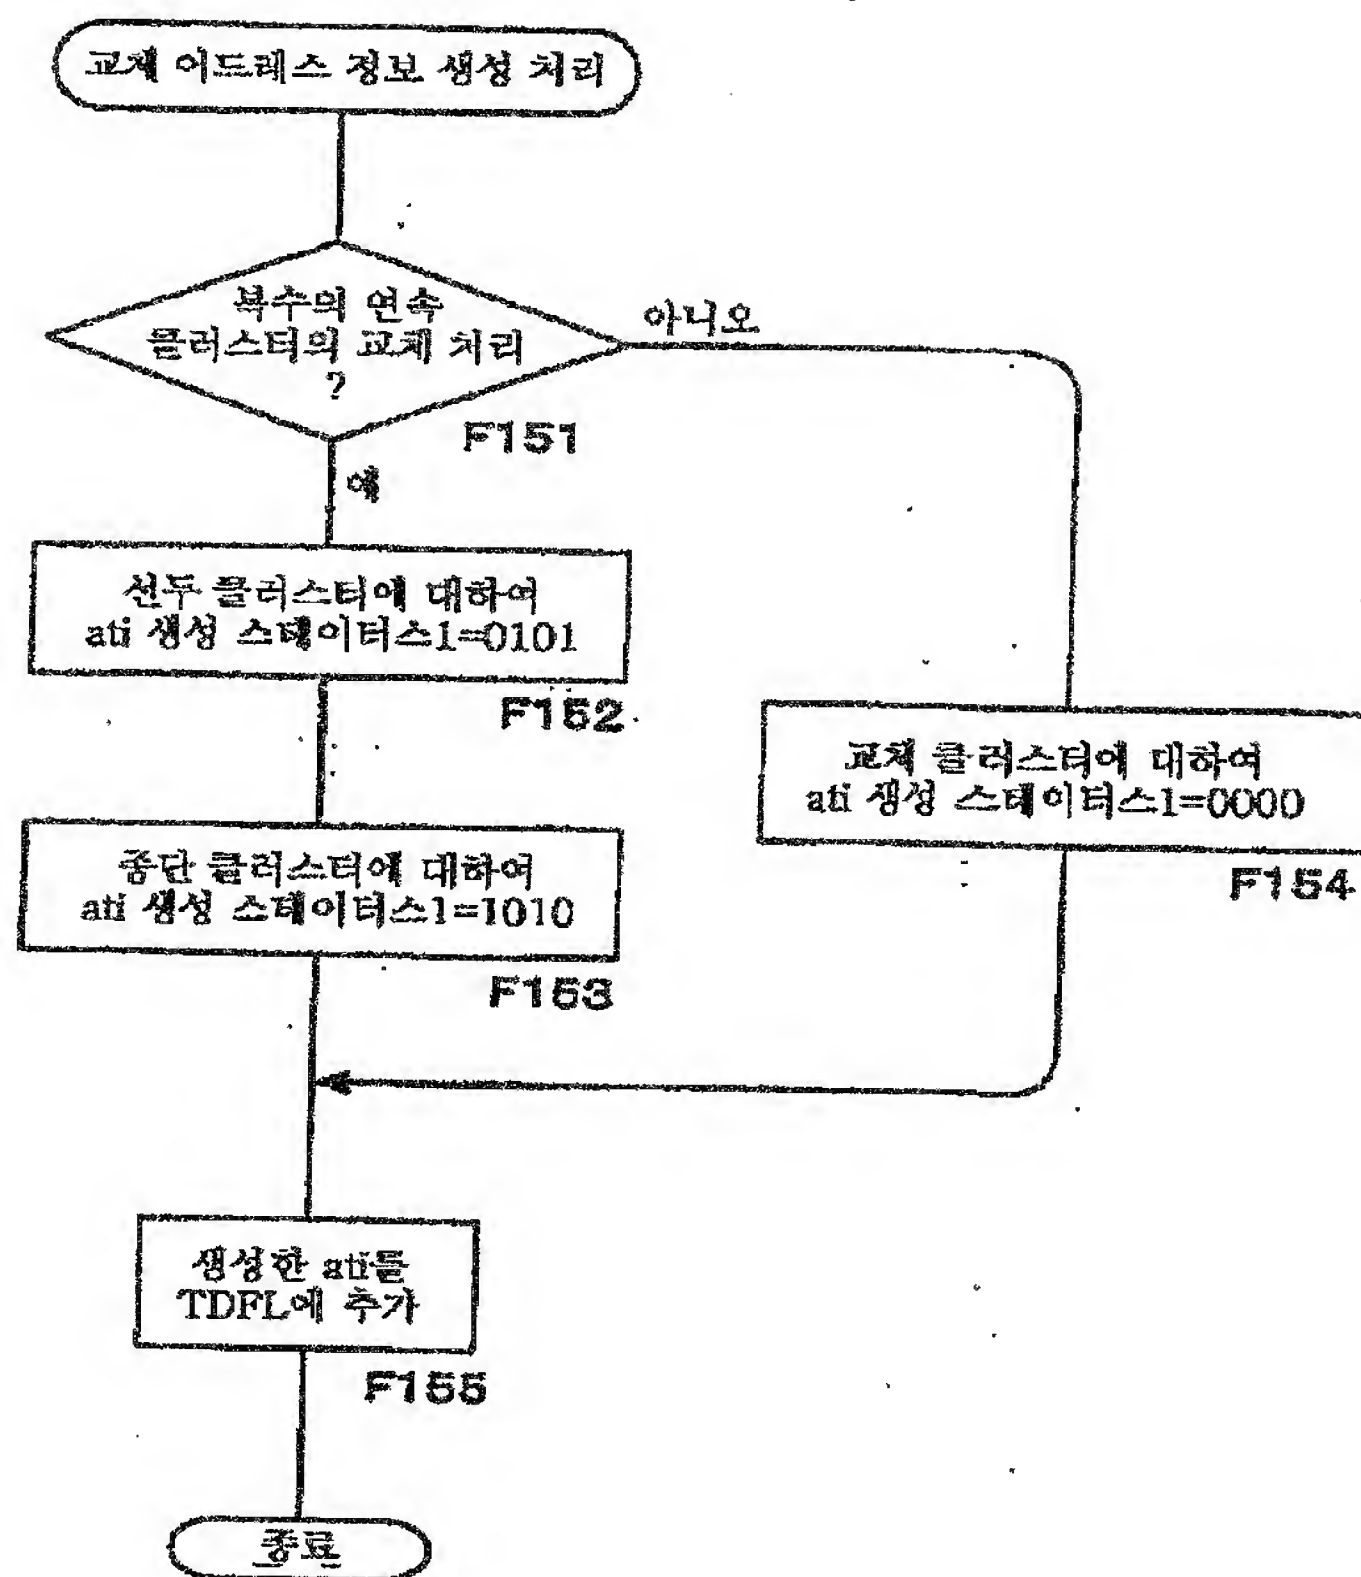 교체 어드레스 정보 생성 처리
복수의 연속
클러스터의 교체 처리
?
아니오
F151
예
선두 클러스터에 대하여
ati 생성 스테이터스1=0101
F152
교체 클러스터에 대하여
ati 생성 스테이터스1=0000
F154
종단 클러스터에 대하여
ati 생성 스테이터스1=1010
F153
생성한 ati를
TDFL에 추가
F155
종료